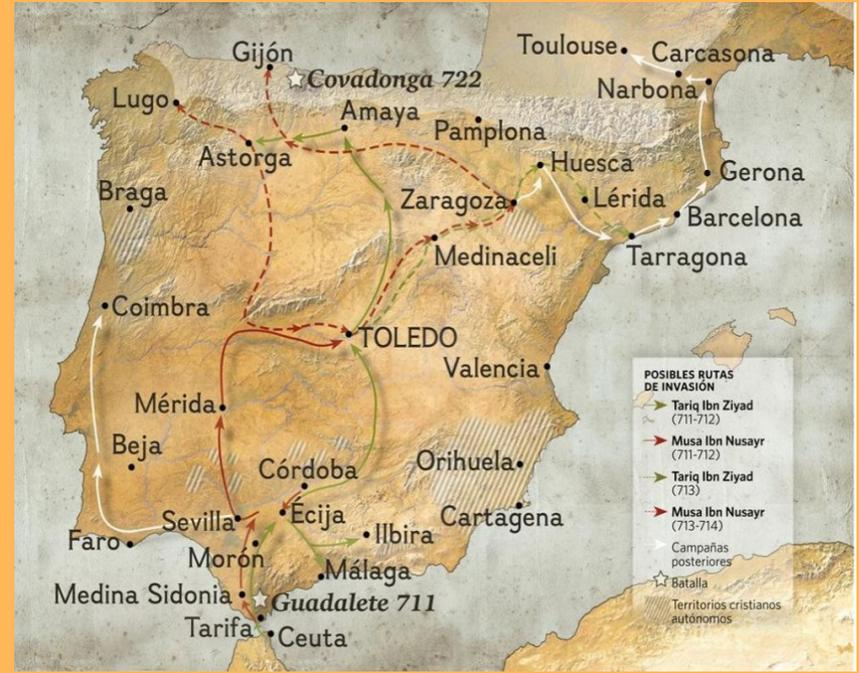 Gijón
Covadonga 722
Toulouse
Carcasona
Narbona
Lugo
Amaya
Pamplona
Astorga
Huesca
Gerona
Braga
Zaragoza
Lérida
Barcelona
Medinaceli
Tarragona
Coimbra
TOLEDO
Valencia
Mérida
Beja
Córdoba
Orihuela
Sevilla
Écija
Ilbira
Cartagena
Faro
Morón
Málaga
Medina Sidonia
Guadalete 711
Tarifa
Ceuta
POSIBLES RUTAS
DE INVASIÓN
Tariq Ibn Ziyad
(711-712)
Musa Ibn Nusayr
(711-712)
Tariq Ibn Ziyad
(713)
Musa Ibn Nusayr
(713-714)
Campañas
posteriores
Batalla
Territorios cristianos
autónomos